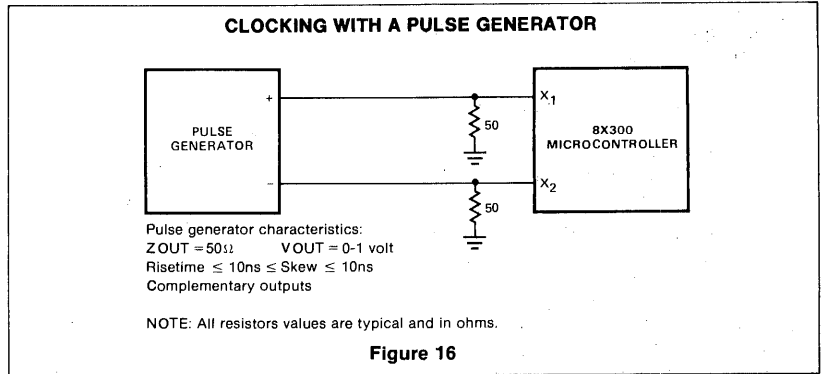 CLOCKING WITH A PULSE GENERATOR
PULSE
GENERATOR
+
−
50
50
X1
X2
8X300
MICROCONTROLLER
Pulse generator characteristics:
ZOUT = 50Ω VOUT = 0-1 volt
Risetime ≤ 10ns ≤ Skew ≤ 10ns
Complementary outputs
NOTE: All resistors values are typical and in ohms.
Figure 16